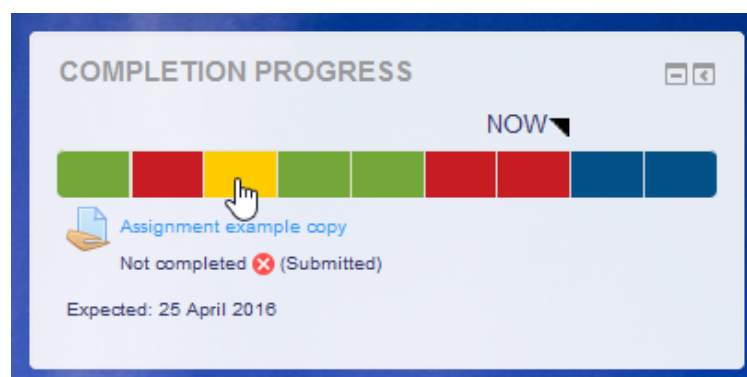 COMPLETION PROGRESS
NOW
Assignment example copy
Not completed (Submitted)
Expected: 25 April 2016